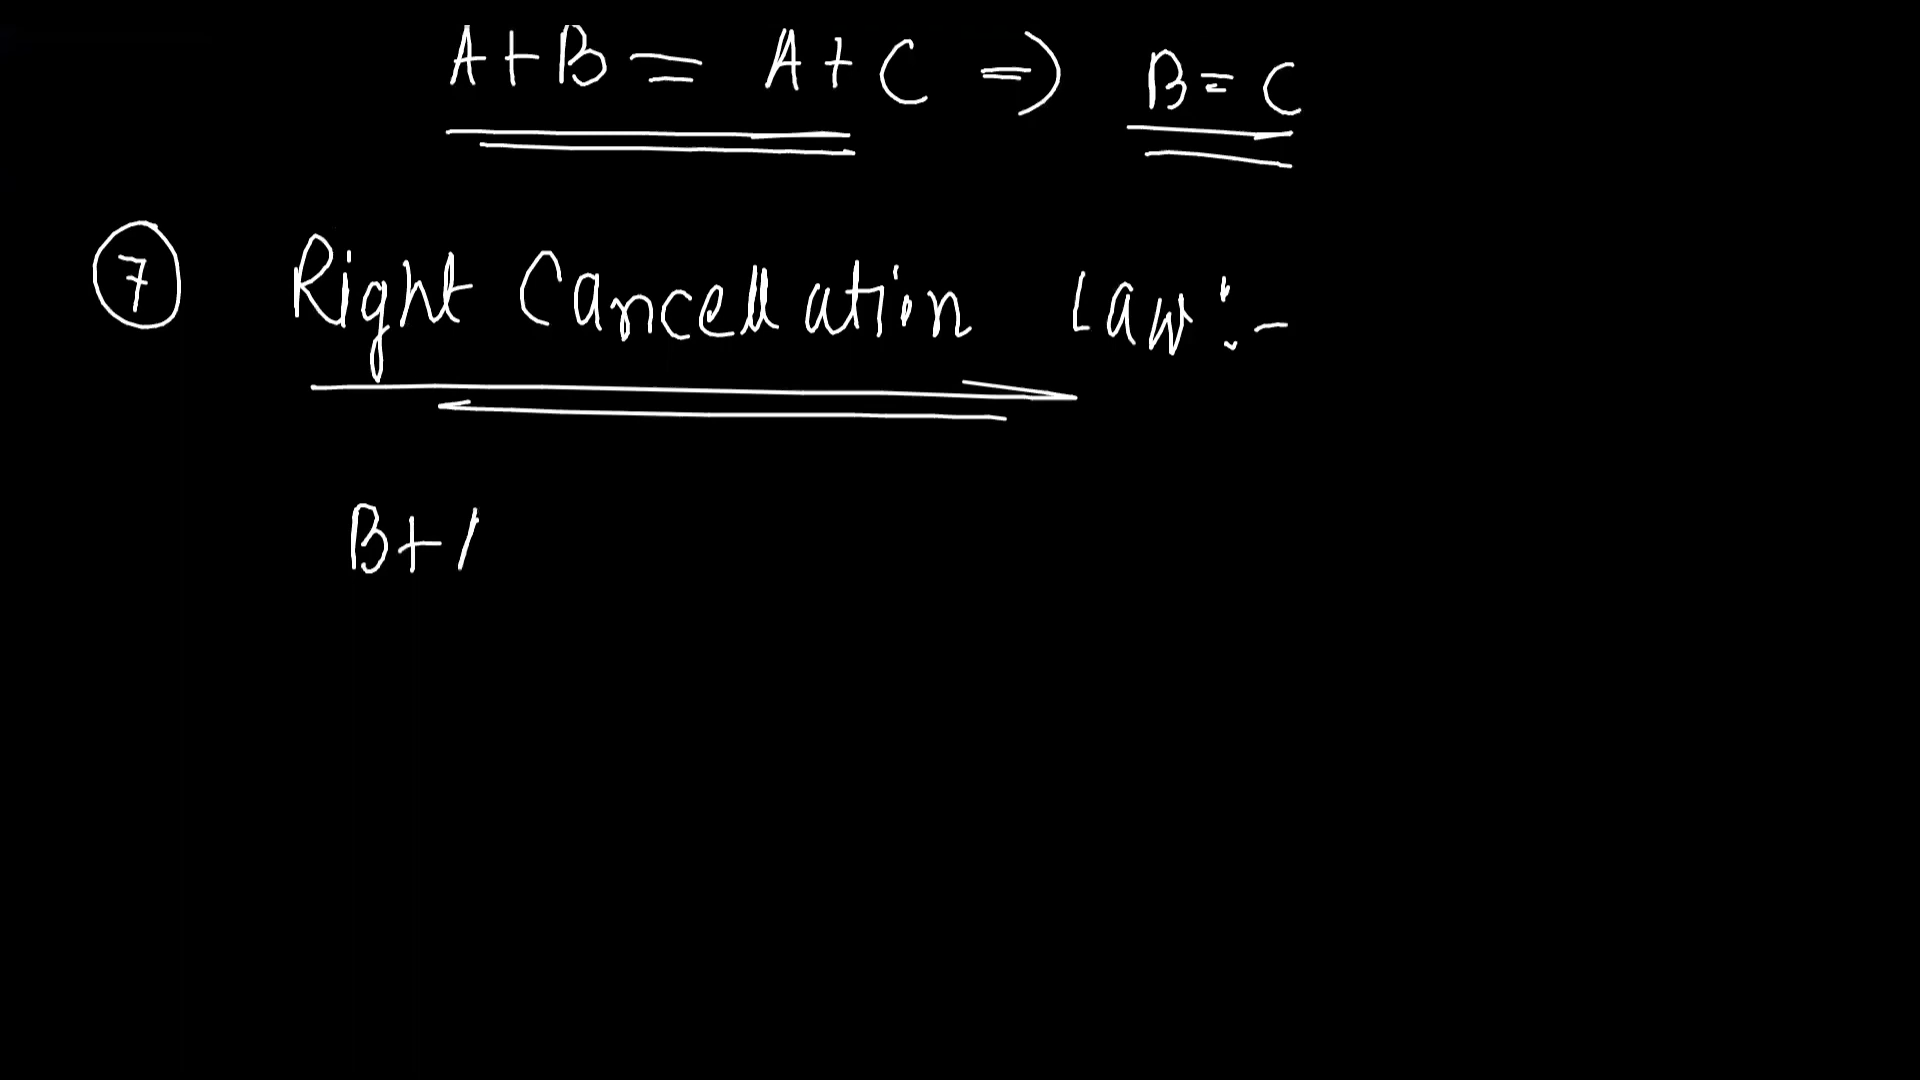 A+B = A+C => B=C
7 Right Cancellation Law :-
B+